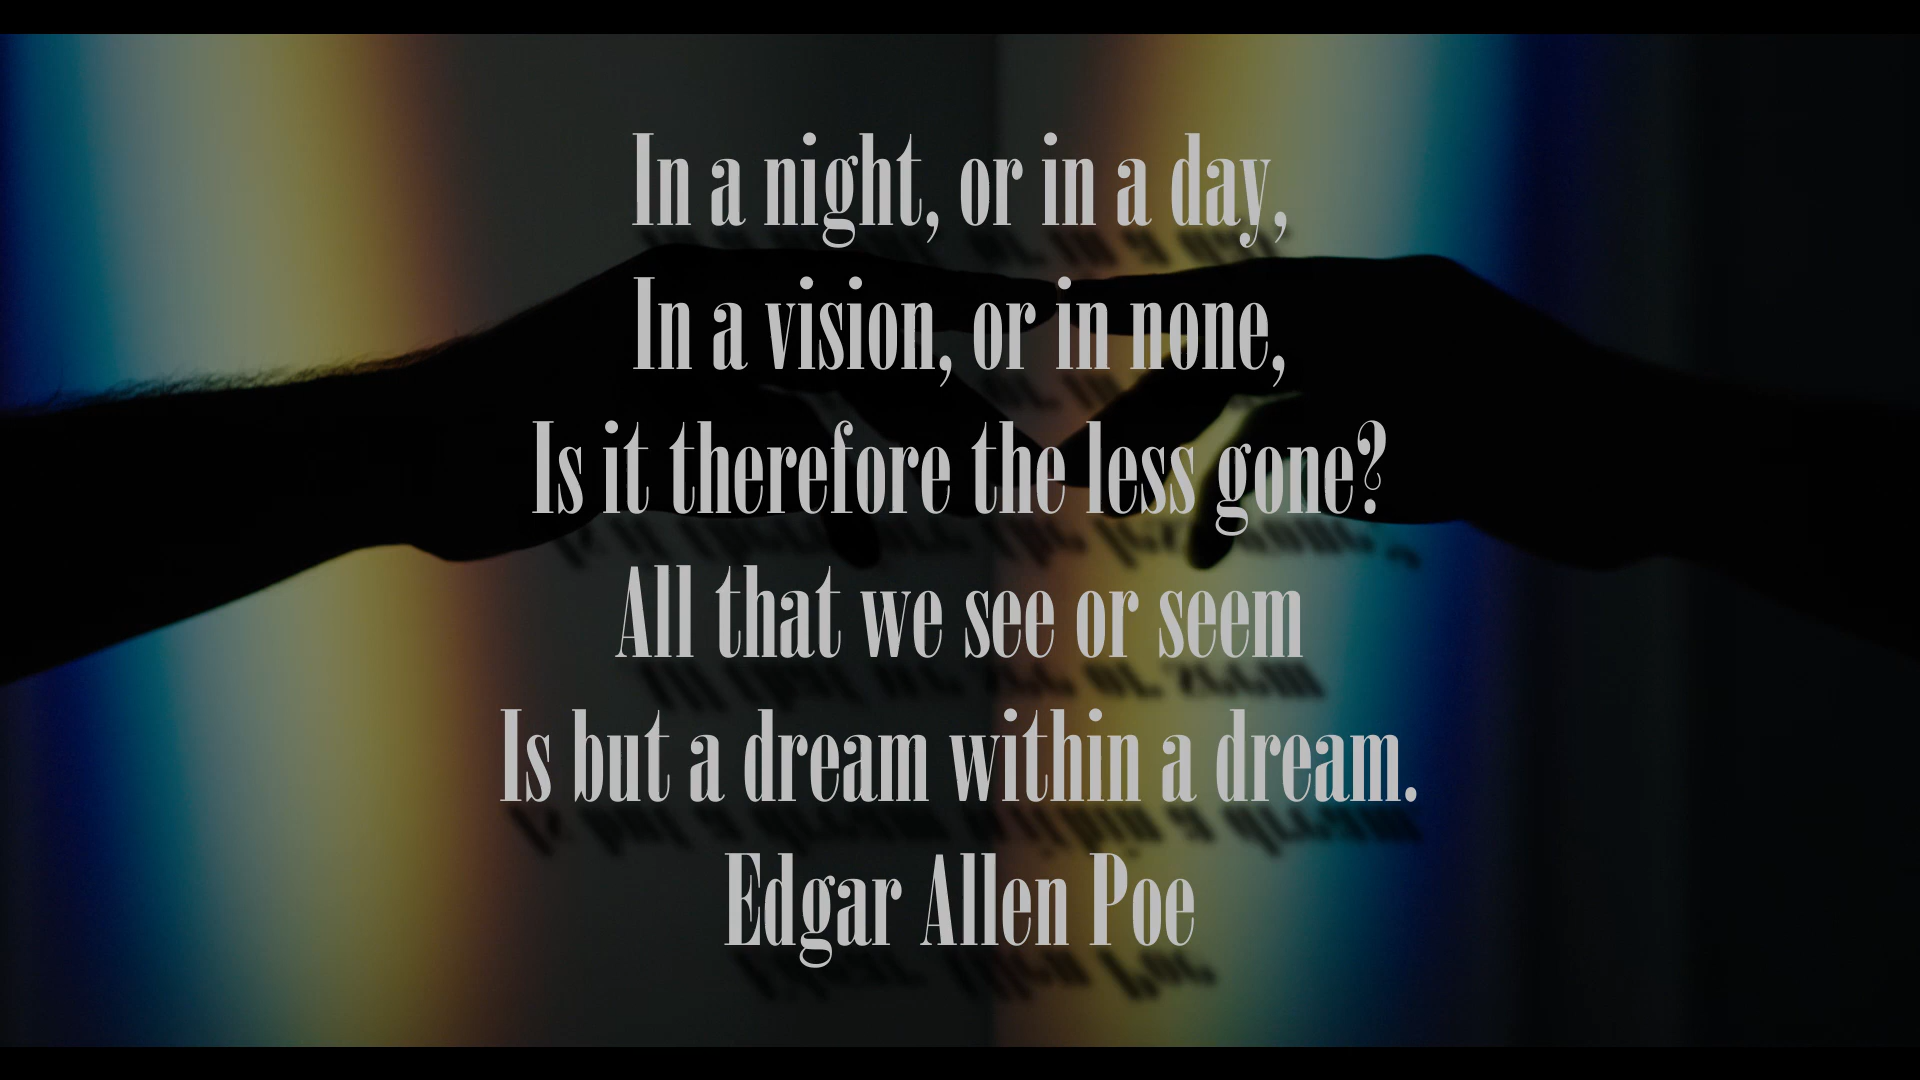 In a night, or in a day,
In a vision, or in none,
Is it therefore the less gone?
All that we see or seem
Is but a dream within a dream.
Edgar Allen Poe